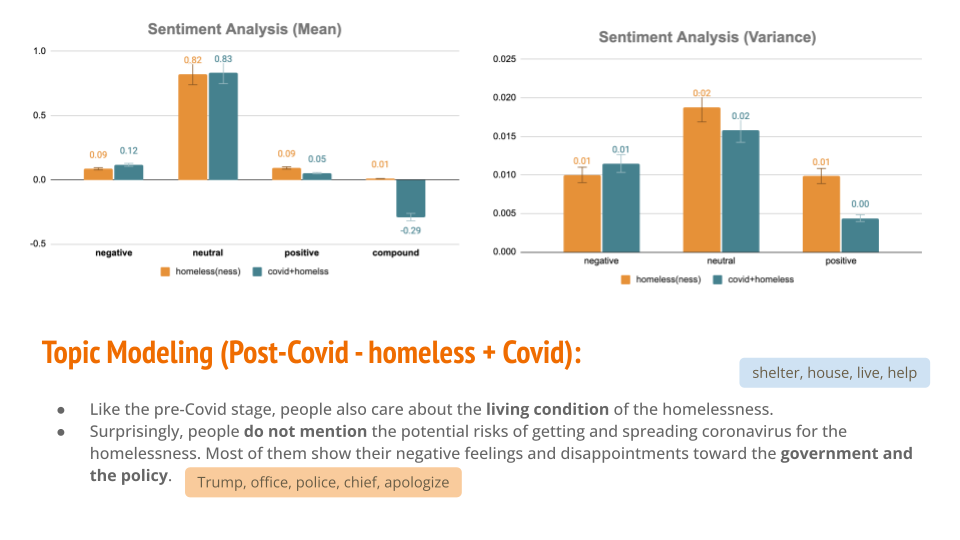 Sentiment Analysis (Mean)
1.0
0.5
0.0
-0.5
0.09
0.12
0.82
0.83
0.09
0.05
0.01
-0.29
negative
neutral
positive
compound
homeless(ness)
covid+homelss
Sentiment Analysis (Variance)
0.025
0.020
0.015
0.010
0.005
0.000
0.01
0.01
0.02
0.02
0.01
0.00
negative
neutral
positive
homeless(ness)
covid+homeless
Topic Modeling (Post-Covid - homeless + Covid):
shelter, house, live, help
● Like the pre-Covid stage, people also care about the living condition of the homelessness.
● Surprisingly, people do not mention the potential risks of getting and spreading coronavirus for the
homelessness. Most of them show their negative feelings and disappointments toward the government and
the policy.
Trump, office, police, chief, apologize